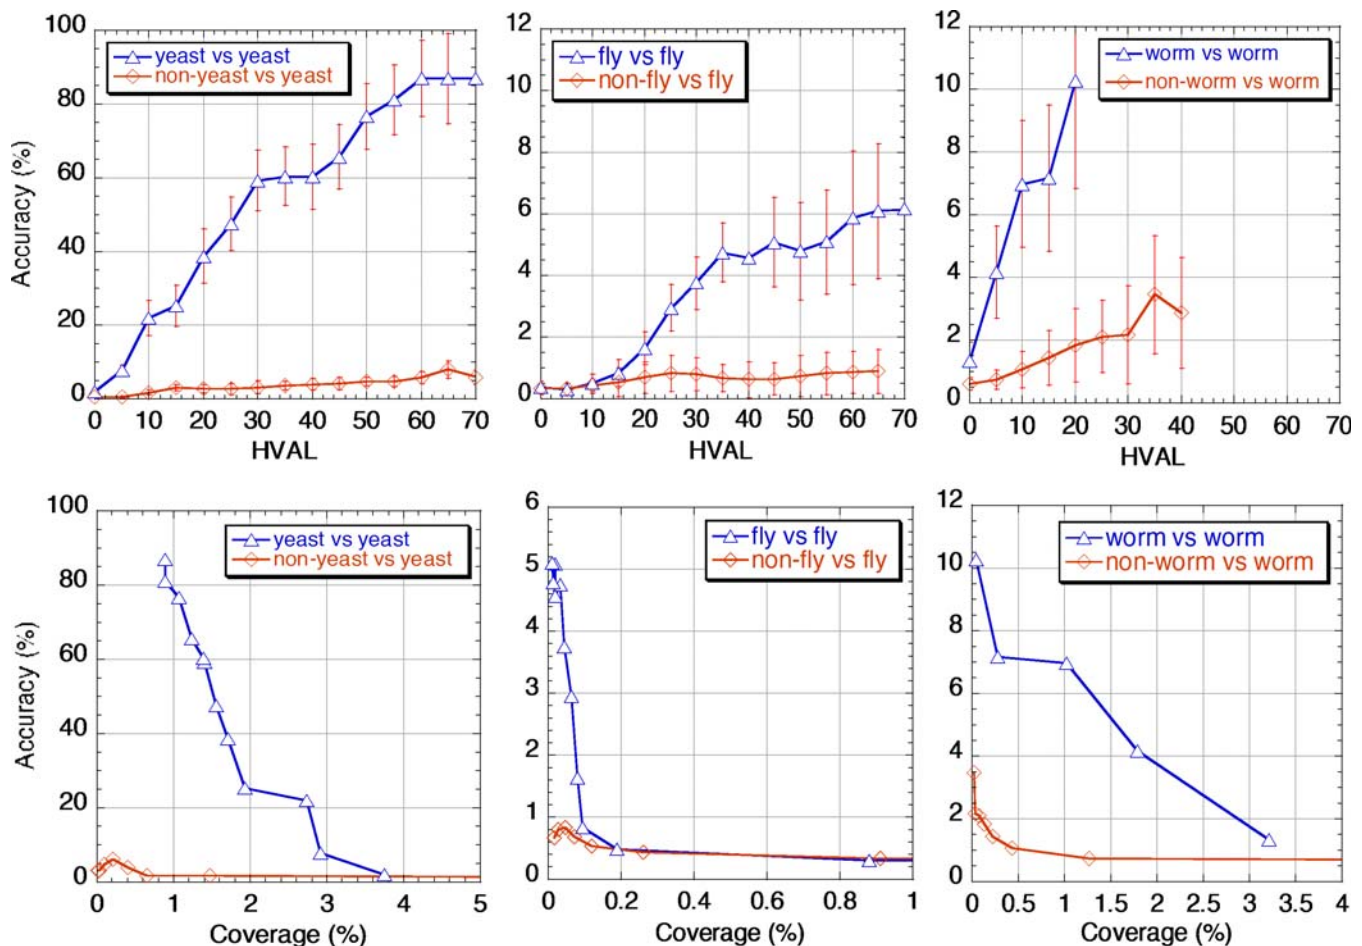 100
80
60
40
20
0
Accuracy (%)
yeast vs yeast
non-yeast vs yeast
0 10 20 30 40 50 60 70
HVAL
12
10
8
6
4
2
0
fly vs fly
non-fly vs fly
0 10 20 30 40 50 60 70
HVAL
12
10
8
6
4
2
0
worm vs worm
non-worm vs worm
0 10 20 30 40 50 60 70
HVAL
100
80
60
40
20
0
Accuracy (%)
yeast vs yeast
non-yeast vs yeast
0 1 2 3 4 5
Coverage (%)
6
5
4
3
2
1
0
fly vs fly
non-fly vs fly
0 0.2 0.4 0.6 0.8 1
Coverage (%)
12
10
8
6
4
2
0
worm vs worm
non-worm vs worm
0 0.5 1 1.5 2 2.5 3 3.5 4
Coverage (%)